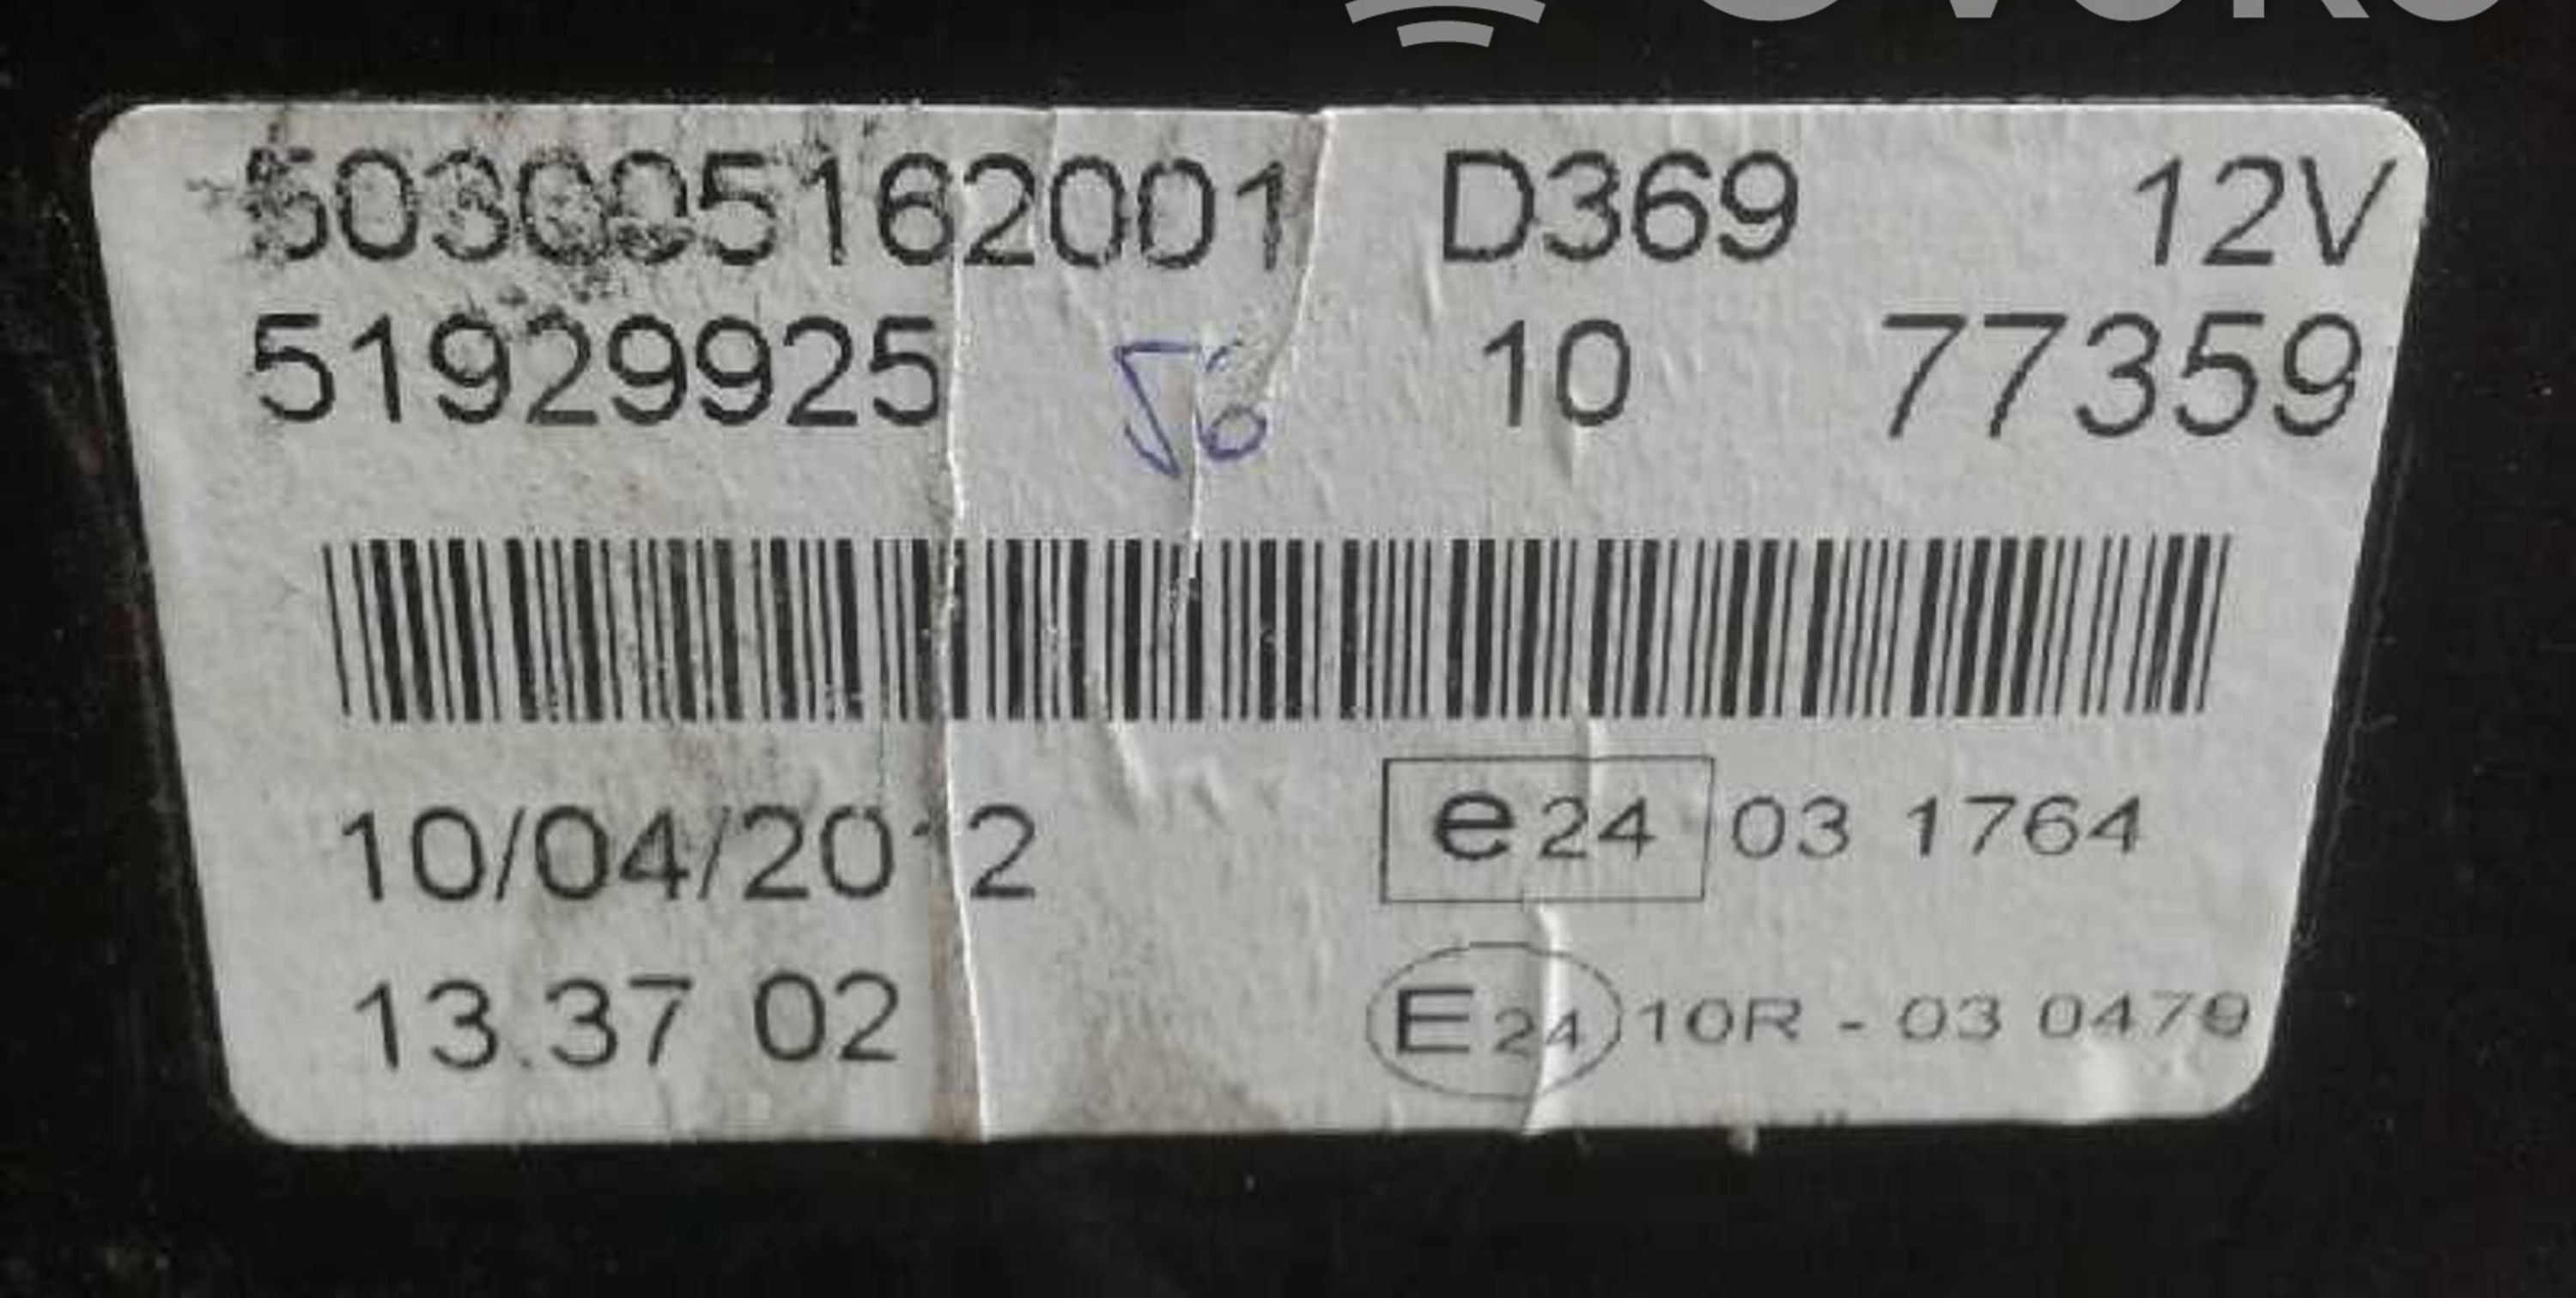 503005162001 D369 12V
51929925 10 77359
10/04/2012 e24 03 1764
13.37 02 E24 10R - 03 0479